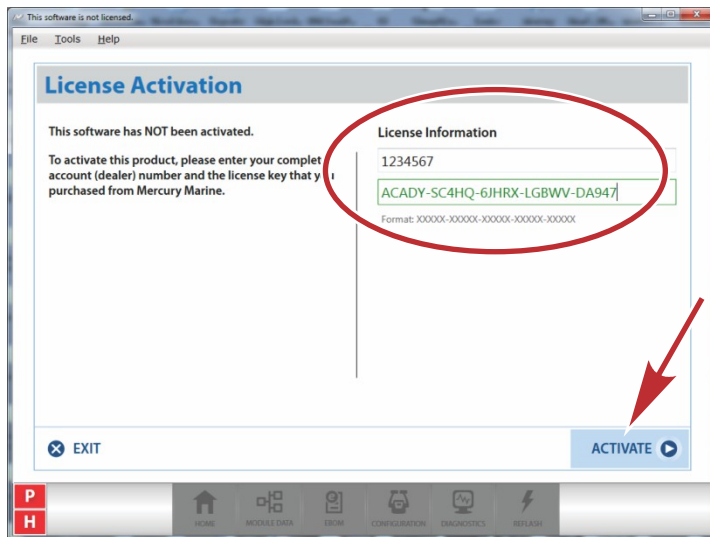 This software is not licensed.
File Tools Help
License Activation
This software has NOT been activated.
To activate this product, please enter your complet
account (dealer) number and the license key that y u
purchased from Mercury Marine.
License Information
1234567
ACADY-SC4HQ-6JHRX-LGBWV-DA947
Format: XXXXX-XXXXX-XXXXX-XXXXX-XXXXX
EXIT
ACTIVATE
P
H
HOME MODULE DATA EBOM CONFIGURATION DIAGNOSTICS REFLASH